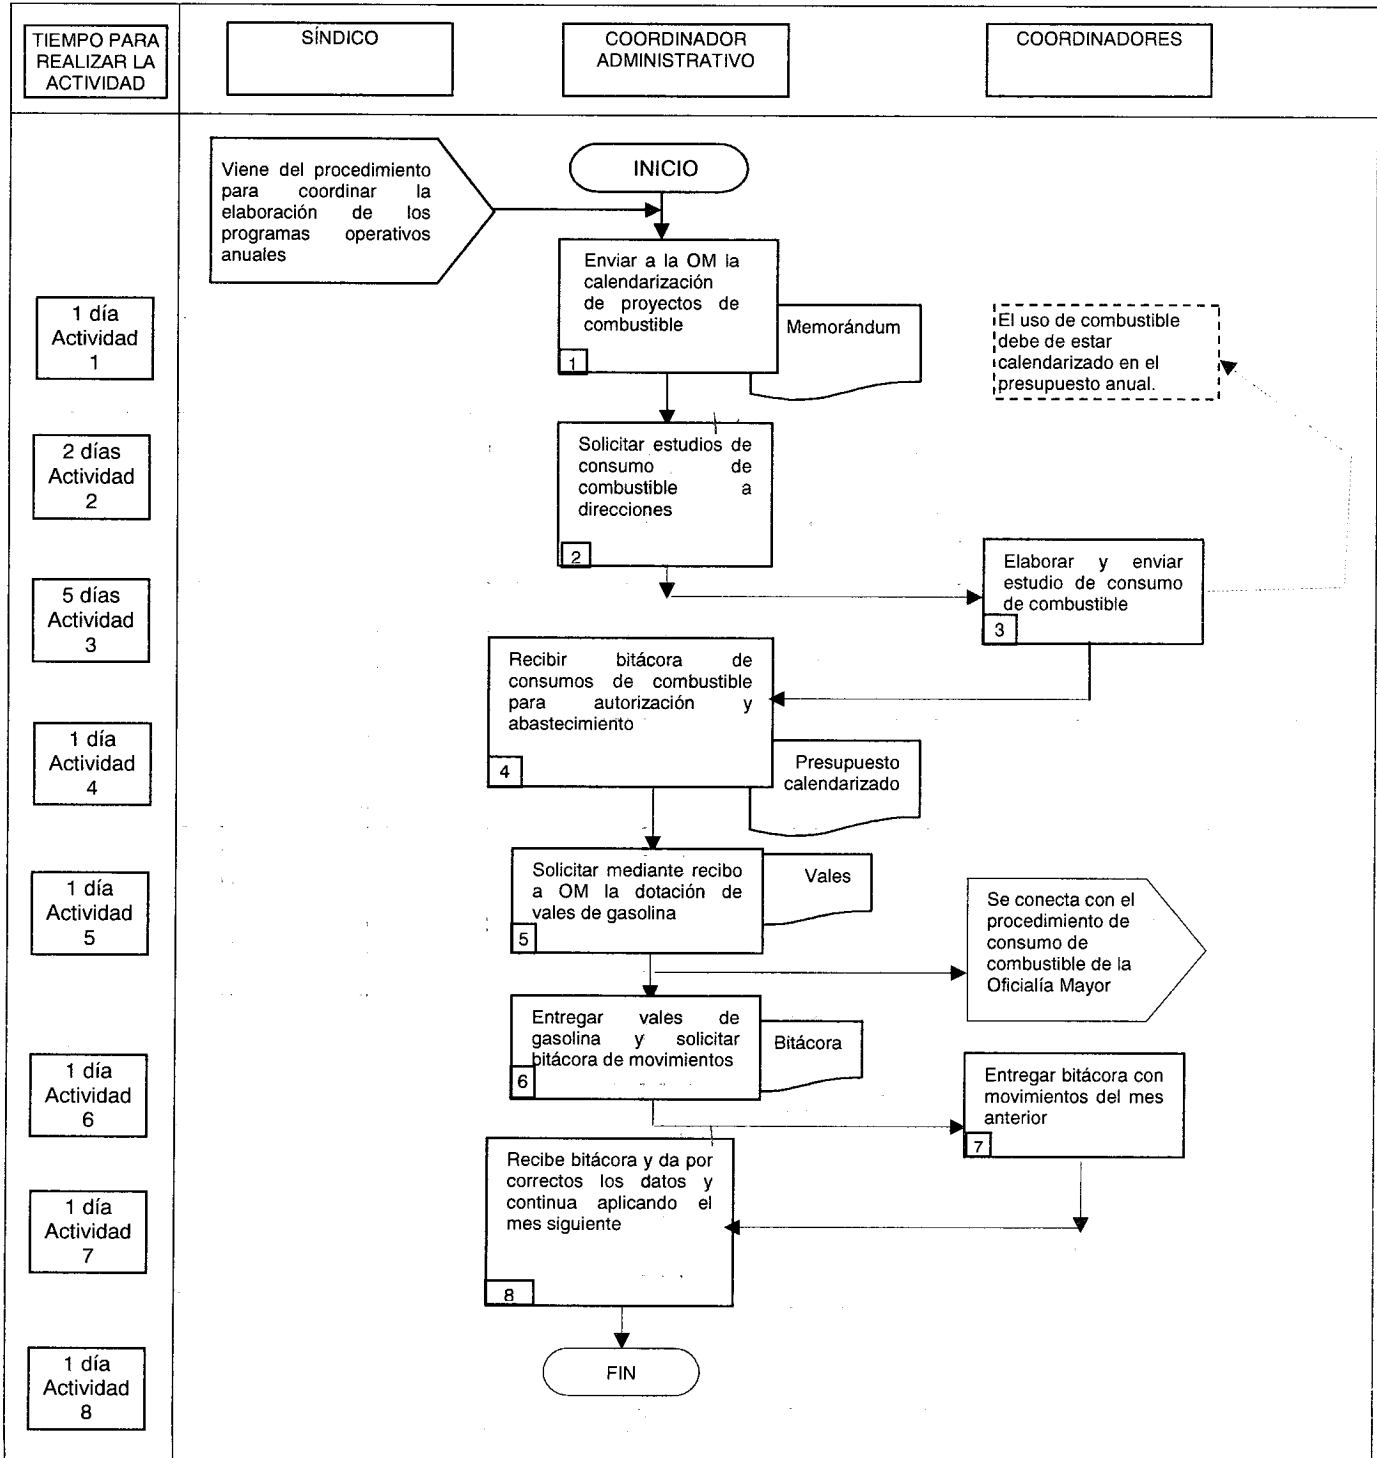 TIEMPO PARA
REALIZAR LA
ACTIVIDAD
SÍNDICO
COORDINADOR
ADMINISTRATIVO
COORDINADORES
Viene del procedimiento
para coordinar la
elaboración de los
programas operativos
anuales
INICIO
Enviar a la OM la
calendarización
de proyectos de
combustible
1
Memorándum
1 día
Actividad
1
El uso de combustible
debe de estar
calendarizado en el
presupuesto anual.
2 días
Actividad
2
Solicitar estudios de
consumo de
combustible a
direcciones
2
5 días
Actividad
3
Elaborar y enviar
estudio de consumo
de combustible
3
Recibir bitácora de
consumos de combustible
para autorización y
abastecimiento
4
Presupuesto
calendarizado
1 día
Actividad
4
1 día
Actividad
5
Solicitar mediante recibo
a OM la dotación de
vales de gasolina
5
Vales
Se conecta con el
procedimiento de
consumo de
combustible de la
Oficialía Mayor
Entregar vales de
gasolina y solicitar
bitácora de movimientos
6
Bitácora
1 día
Actividad
6
Entregar bitácora con
movimientos del mes
anterior
7
Recibe bitácora y da por
correctos los datos y
continua aplicando el
mes siguiente
8
1 día
Actividad
7
1 día
Actividad
8
FIN